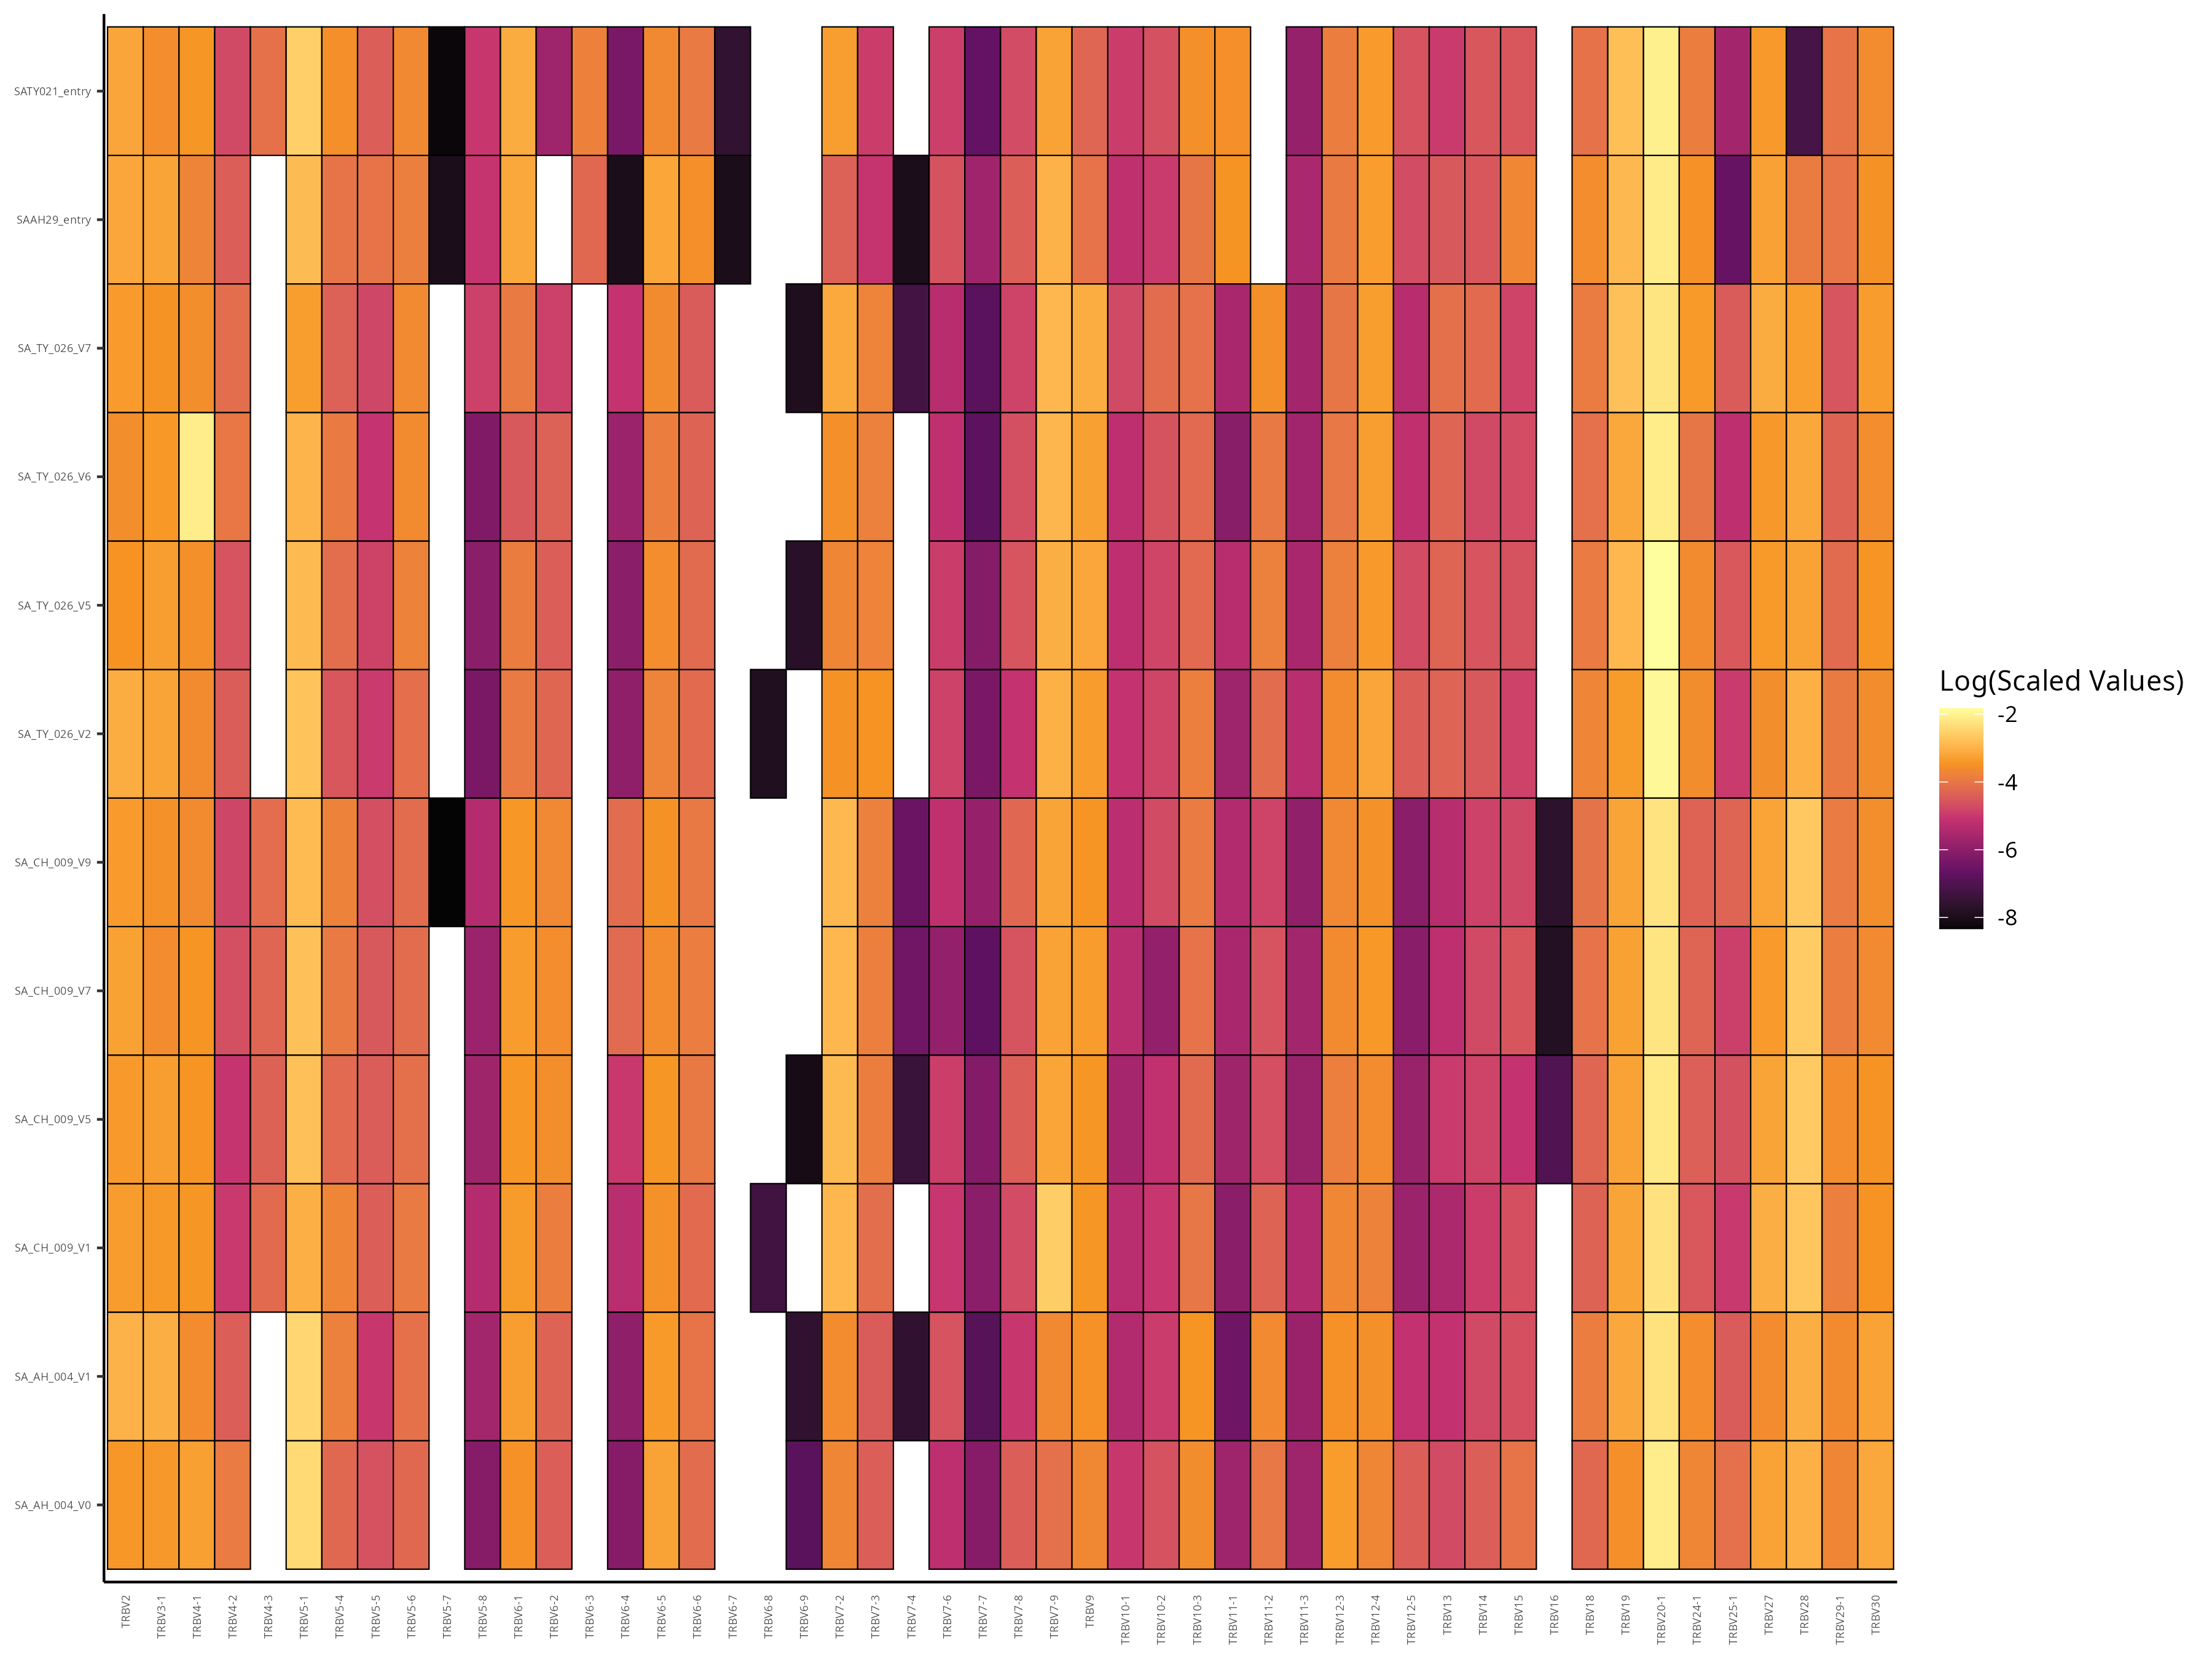 SATY021_entry
SAAH29_entry
SA_TY_026_V7
SA_TY_026_V6
SA_TY_026_V5
SA_TY_026_V2
SA_CH_009_V9
SA_CH_009_V7
SA_CH_009_V5
SA_CH_009_V1
SA_AH_004_V1
SA_AH_004_V0
TRBV2
TRBV3-1
TRBV4-1
TRBV4-2
TRBV4-3
TRBV5-1
TRBV5-4
TRBV5-5
TRBV5-6
TRBV5-7
TRBV5-8
TRBV6-1
TRBV6-2
TRBV6-3
TRBV6-4
TRBV6-5
TRBV6-6
TRBV6-7
TRBV6-8
TRBV6-9
TRBV7-2
TRBV7-3
TRBV7-4
TRBV7-6
TRBV7-7
TRBV7-8
TRBV7-9
TRBV9
TRBV10-1
TRBV10-2
TRBV10-3
TRBV11-1
TRBV11-2
TRBV11-3
TRBV12-3
TRBV12-4
TRBV12-5
TRBV13
TRBV14
TRBV15
TRBV16
TRBV18
TRBV19
TRBV20-1
TRBV24-1
TRBV25-1
TRBV27
TRBV28
TRBV29-1
TRBV30
Log(Scaled Values)
-2
-4
-6
-8